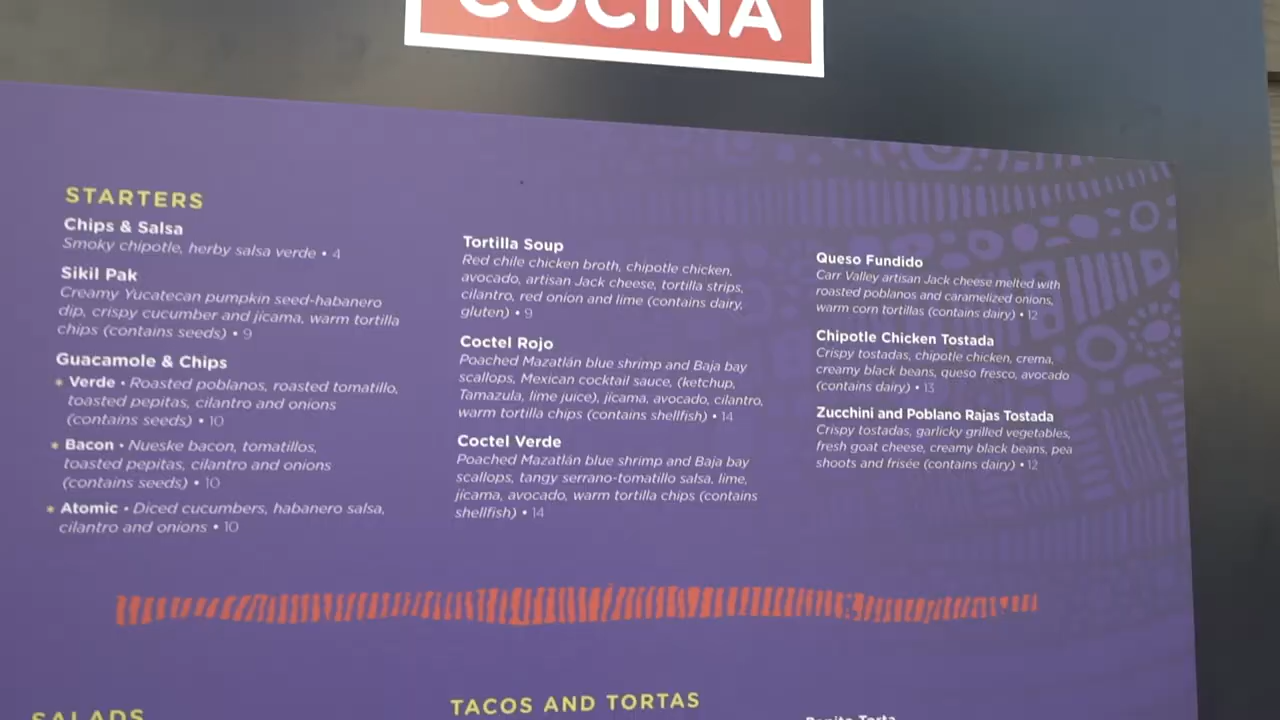 COCINA
STARTERS
Chips & Salsa
Smoky chipotle, herby salsa verde • 4
Sikil Pak
Creamy Yucatecan pumpkin seed-habanero
dip, crispy cucumber and jícama, warm tortilla
chips (contains seeds) • 9
Guacamole & Chips
* Verde • Roasted poblanos, roasted tomatillo,
toasted pepitas, cilantro and onions
(contains seeds) • 10
* Bacon • Nueske bacon, tomatillos,
toasted pepitas, cilantro and onions
(contains seeds) • 10
* Atomic • Diced cucumbers, habanero salsa,
cilantro and onions • 10
Tortilla Soup
Red chile chicken broth, chipotle chicken,
avocado, artisan Jack cheese, tortilla strips,
cilantro, red onion and lime (contains dairy,
gluten) • 9
Coctel Rojo
Poached Mazatlán blue shrimp and Baja bay
scallops, Mexican cocktail sauce, (ketchup,
Tamazula, lime juice), jícama, avocado, cilantro,
warm tortilla chips (contains shellfish) • 14
Coctel Verde
Poached Mazatlán blue shrimp and Baja bay
scallops, tangy serrano-tomatillo salsa, lime,
jícama, avocado, warm tortilla chips (contains
shellfish) • 14
Queso Fundido
Carr Valley artisan Jack cheese melted with
roasted poblanos and caramelized onions,
warm corn tortillas (contains dairy) • 12
Chipotle Chicken Tostada
Crispy tostadas, chipotle chicken, crema,
creamy black beans, queso fresco, avocado
(contains dairy) • 13
Zucchini and Poblano Rajas Tostada
Crispy tostadas, garlicky grilled vegetables,
fresh goat cheese, creamy black beans, pea
shoots and frisée (contains dairy) • 12
SALADS
TACOS AND TORTAS